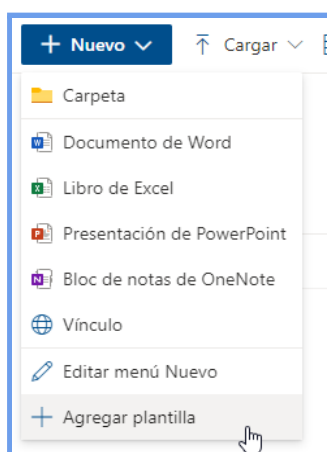 Nuevo
Cargar
Carpeta
Documento de Word
Libro de Excel
Presentación de PowerPoint
Bloc de notas de OneNote
Vínculo
Editar menú Nuevo
Agregar plantilla